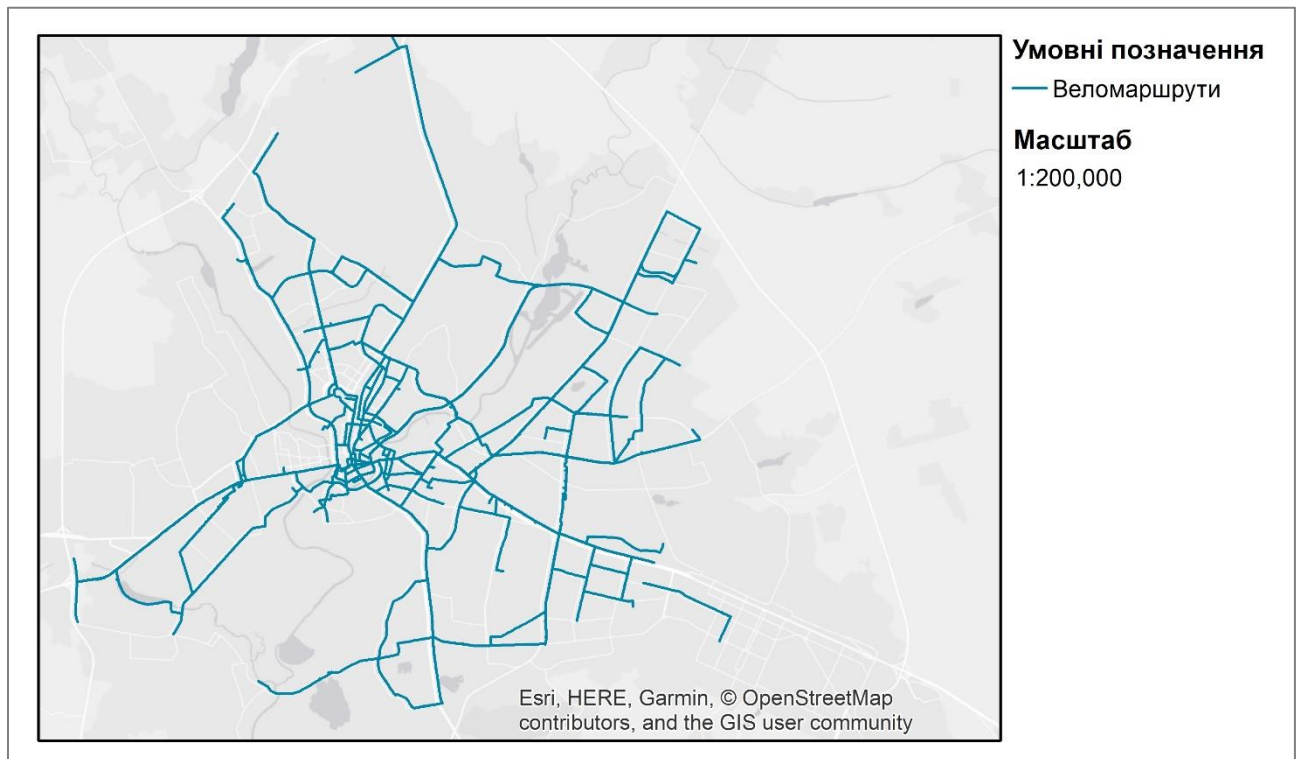 Умовні позначення
Веломаршрути
Масштаб
1:200,000
Esri, HERE, Garmin, © OpenStreetMap
contributors, and the GIS user community